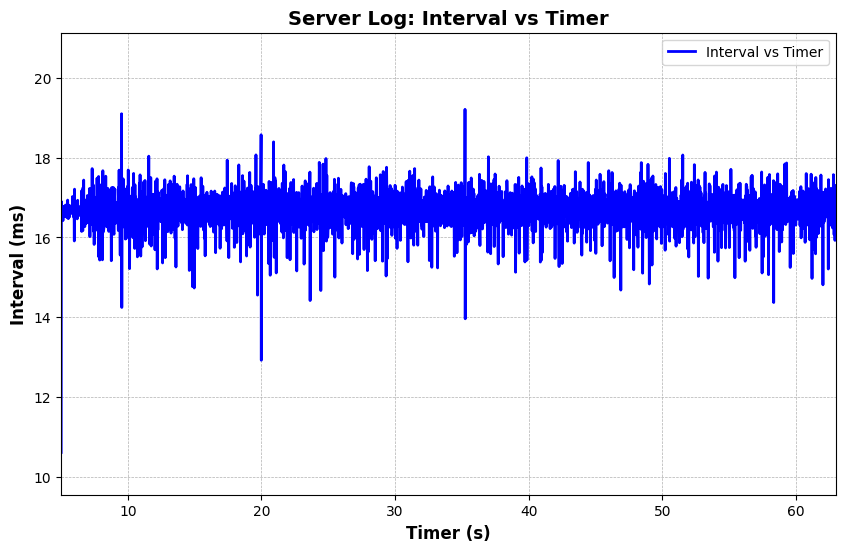 Server Log: Interval vs Timer
Interval vs Timer
20
18
16
14
12
10
Interval (ms)
10 20 30 40 50 60
Timer (s)